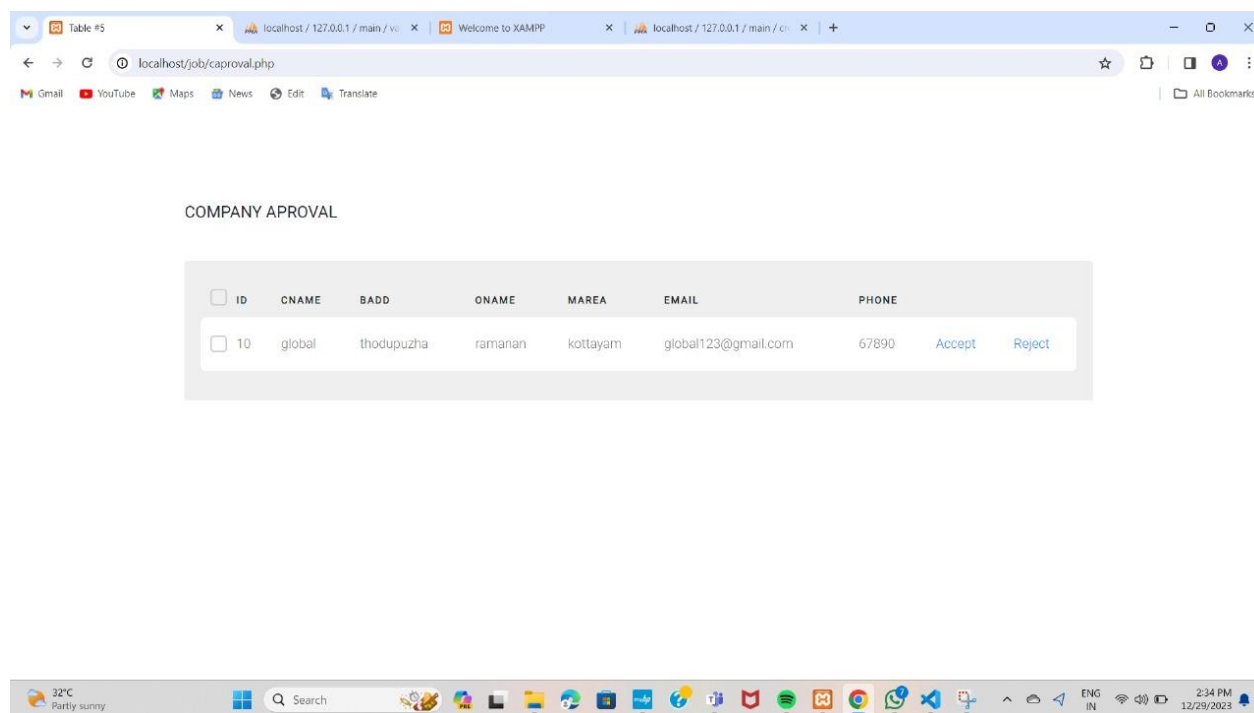 Table #5 localhost / 127.0.0.1 / main / Welcome to XAMPP localhost / 127.0.0.1 / main /
localhost/job/caproval.php A
Gmail YouTube Maps News Edit Translate All Bookmarks
COMPANY APROVAL
ID CNAME BADD ONAME MAREA EMAIL PHONE
10 global thodupuzha ramanan kottayam global123@gmail.com 67890 Accept Reject
32°C
Partly sunny
Search
ENG
IN
2:34 PM
12/29/2023